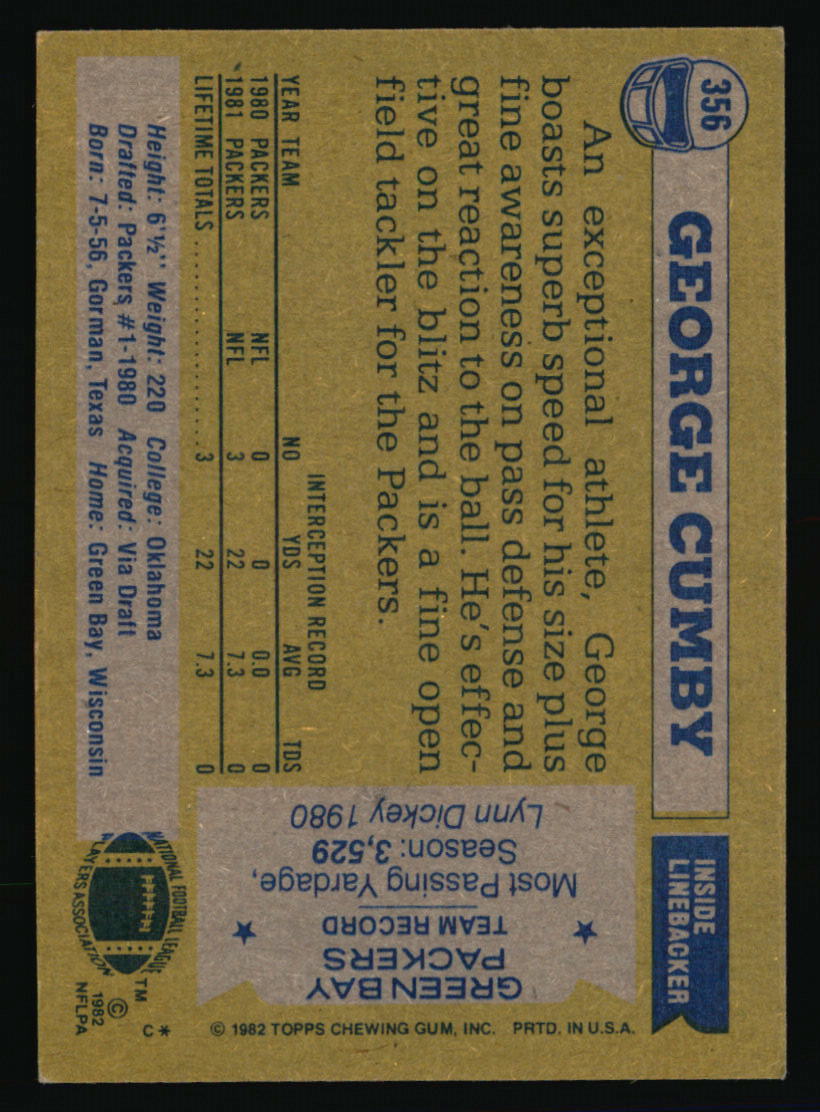 356
GEORGE CUMBY
INSIDE
LINEBACKER
An exceptional athlete, George
boasts superb speed for his size plus
fine awareness on pass defense and
great reaction to the ball. He's effec-
tive on the blitz and is a fine open
field tackler for the Packers.
INTERCEPTION RECORD
YEAR TEAM NO YDS AVG TDS
1980 PACKERS NFL 0 0 0.0 0
1981 PACKERS NFL 3 22 7.3 0
LIFETIME TOTALS .................... 3 22 7.3 0
Height: 6'½" Weight: 220 College: Oklahoma
Drafted: Packers #1-1980 Acquired: Via Draft
Born: 7-5-56, Gorman, Texas Home: Green Bay, Wisconsin
GREEN BAY
PACKERS
TEAM RECORD
Most Passing Yardage,
Season: 3,529
Lynn Dickey 1980
© 1982 TOPPS CHEWING GUM, INC. PRTD. IN U.S.A.
NATIONAL FOOTBALL LEAGUE
PLAYERS ASSOCIATION
TM
©
1982
NFLPA
C*